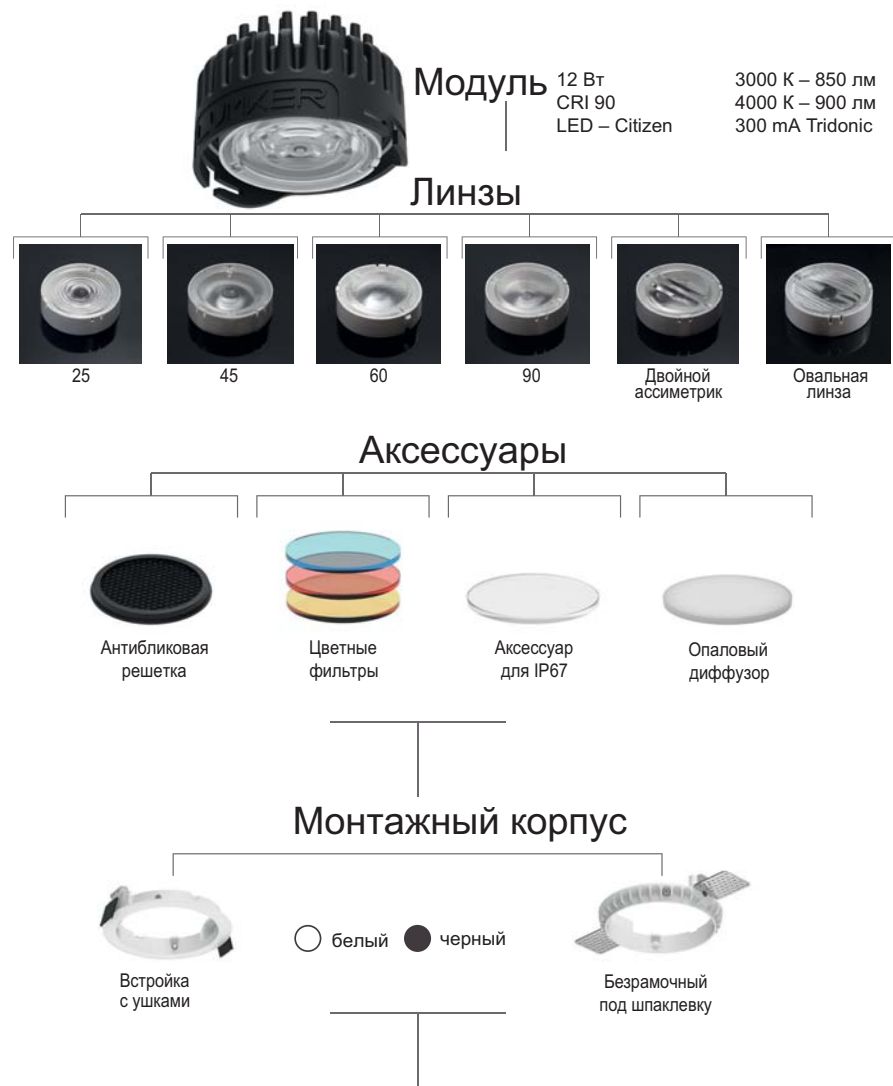 LUMKER
Модуль
12 Вт
CRI 90
LED – Citizen
3000 К – 850 лм
4000 К – 900 лм
300 mA Tridonic
Линзы
25
45
60
90
Двойной
ассиметрик
Овальная
линза
Аксессуары
Антибликовая
решетка
Цветные
фильтры
Аксессуар
для IP67
Опаловый
диффузор
Монтажный корпус
белый
черный
Встройка
с ушками
Безрамочный
под шпаклевку